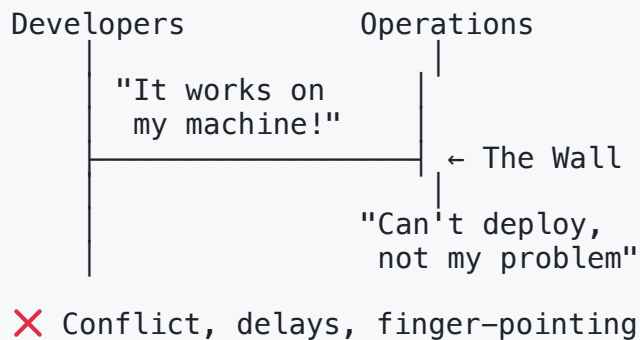 Developers Operations
"It works on
my machine!"
← The Wall
"Can't deploy,
not my problem"
❌ Conflict, delays, finger-pointing